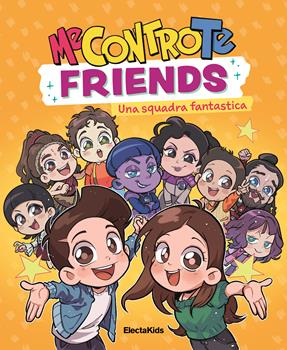 Me CONTRO Te
FRIENDS
Una squadra fantastica
ElectaKids